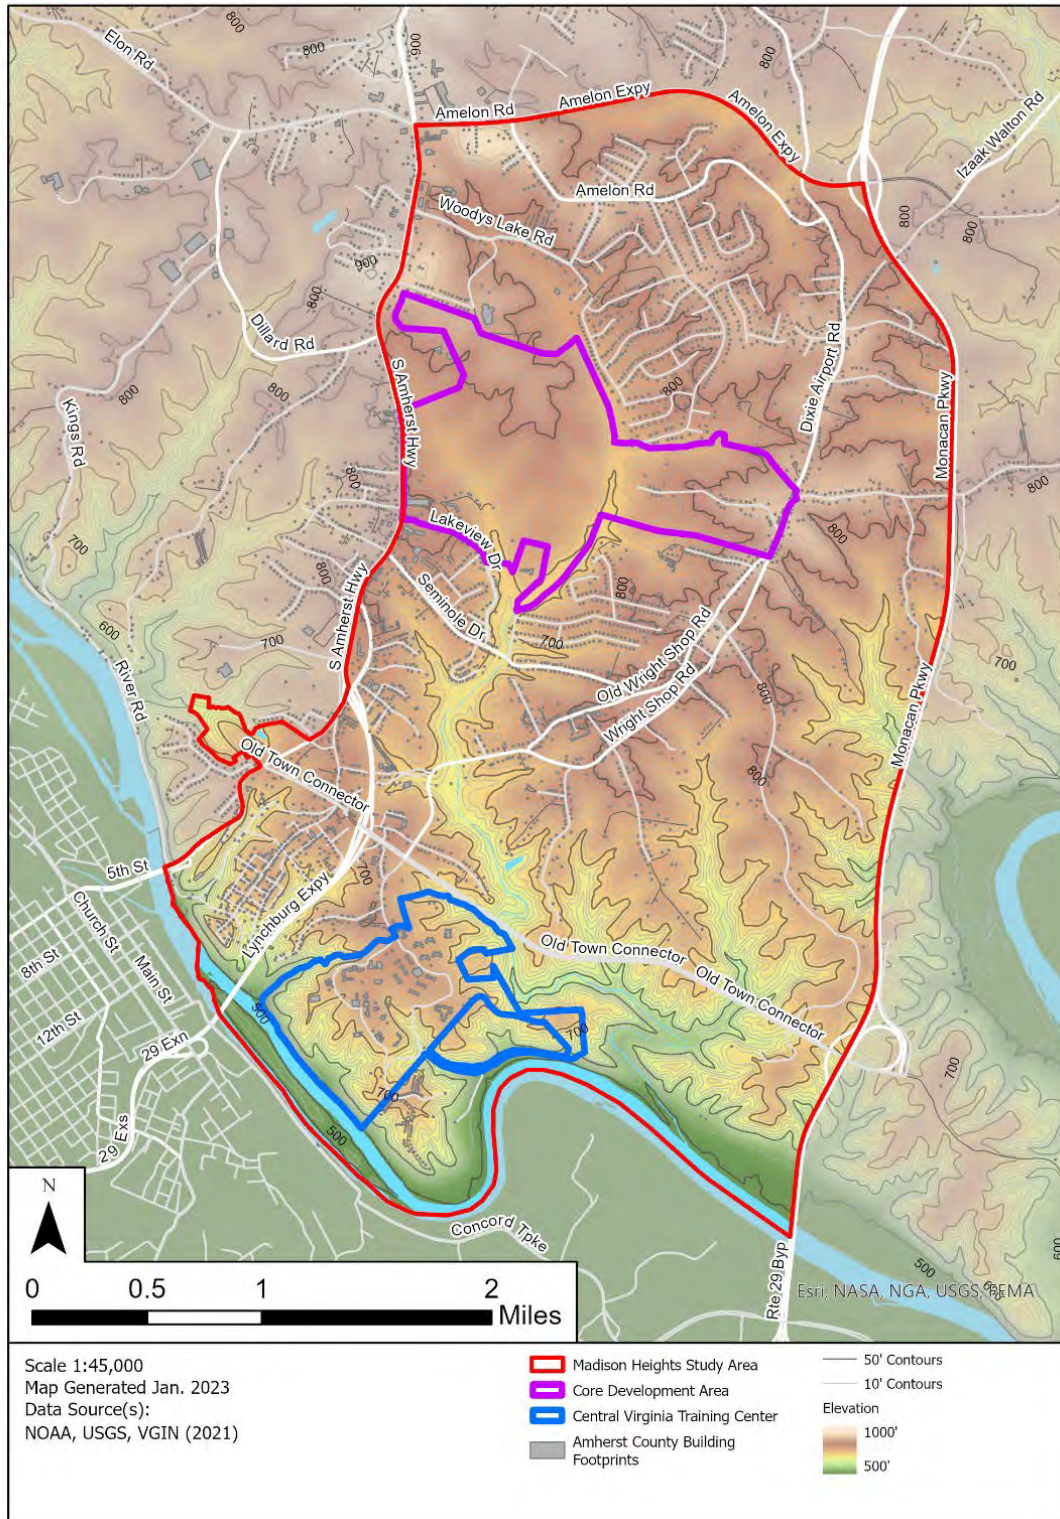 800
900
800
800
Elon Rd
Amelon Expy
Amelon Rd
Amelon Expy
Izaak Walton Rd
Amelon Rd
Woodys Lake Rd
800
800
900
800
Dillard Rd
800
800
Kings Rd
S Amherst Hwy
800
Dixie Airport Rd
Monacan Pkwy
800
800
800
Lakeview Dr
700
800
S Amherst Hwy
Seminole Dr
800
600
700
700
Old Wright Shop Rd
700
700
River Rd
Wright Shop Rd
Monacan Pkwy
Old Town Connector
800
5th St
700
Church St
Lynchburg Expy
8th St
Main St
Old Town Connector
Old Town Connector
12th St
500
29 Exn
700
700
700
29 Exs
500
Concord Tpke
Rte 29 Byp
600
500
600
Esri, NASA, NGA, USGS, FEMA
N
0 0.5 1 2
Miles
Scale 1:45,000
Map Generated Jan. 2023
Data Source(s):
NOAA, USGS, VGIN (2021)
Madison Heights Study Area
Core Development Area
Central Virginia Training Center
Amherst County Building
Footprints
50' Contours
10' Contours
Elevation
1000'
500'